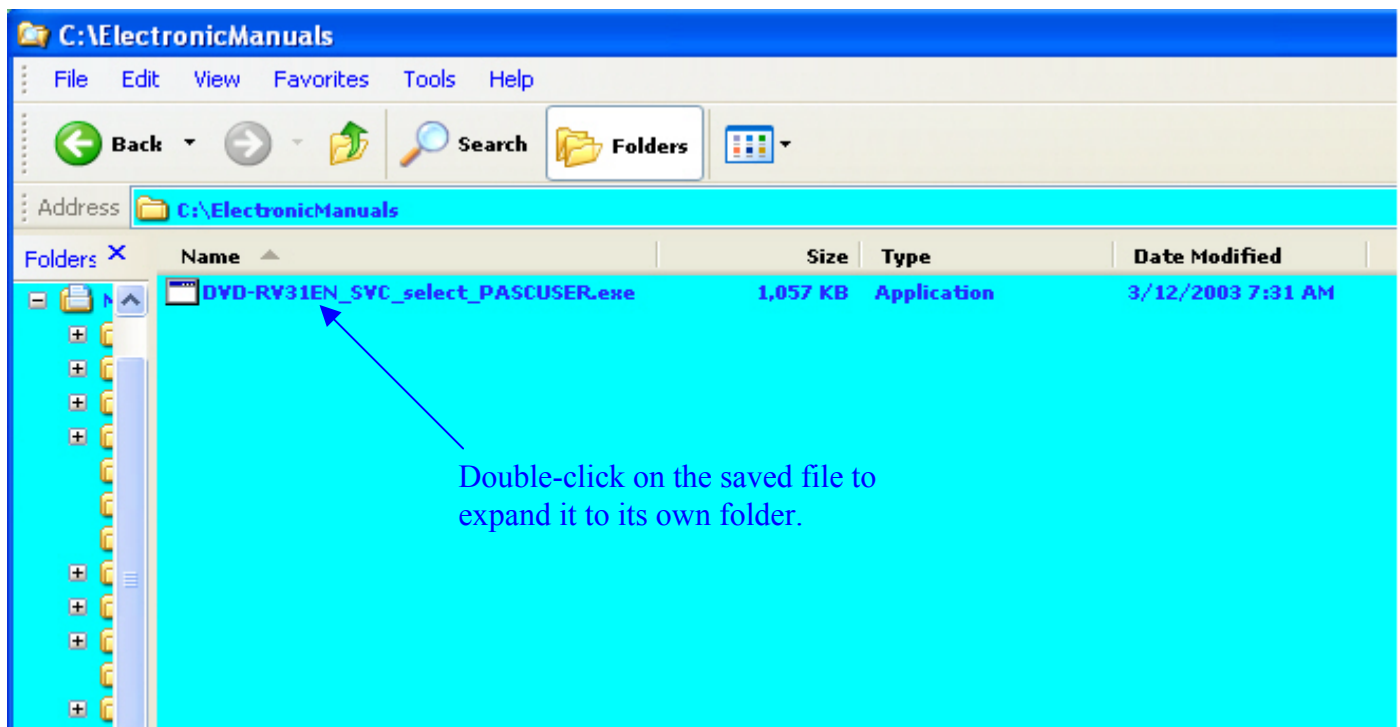 C:\ElectronicManuals
File Edit View Favorites Tools Help
Back Search Folders
Address C:\ElectronicManuals
Folders Name Size Type Date Modified
DVD-RV31EN_SVC_select_PASCUSER.exe 1,057 KB Application 3/12/2003 7:31 AM
Double-click on the saved file to
expand it to its own folder.